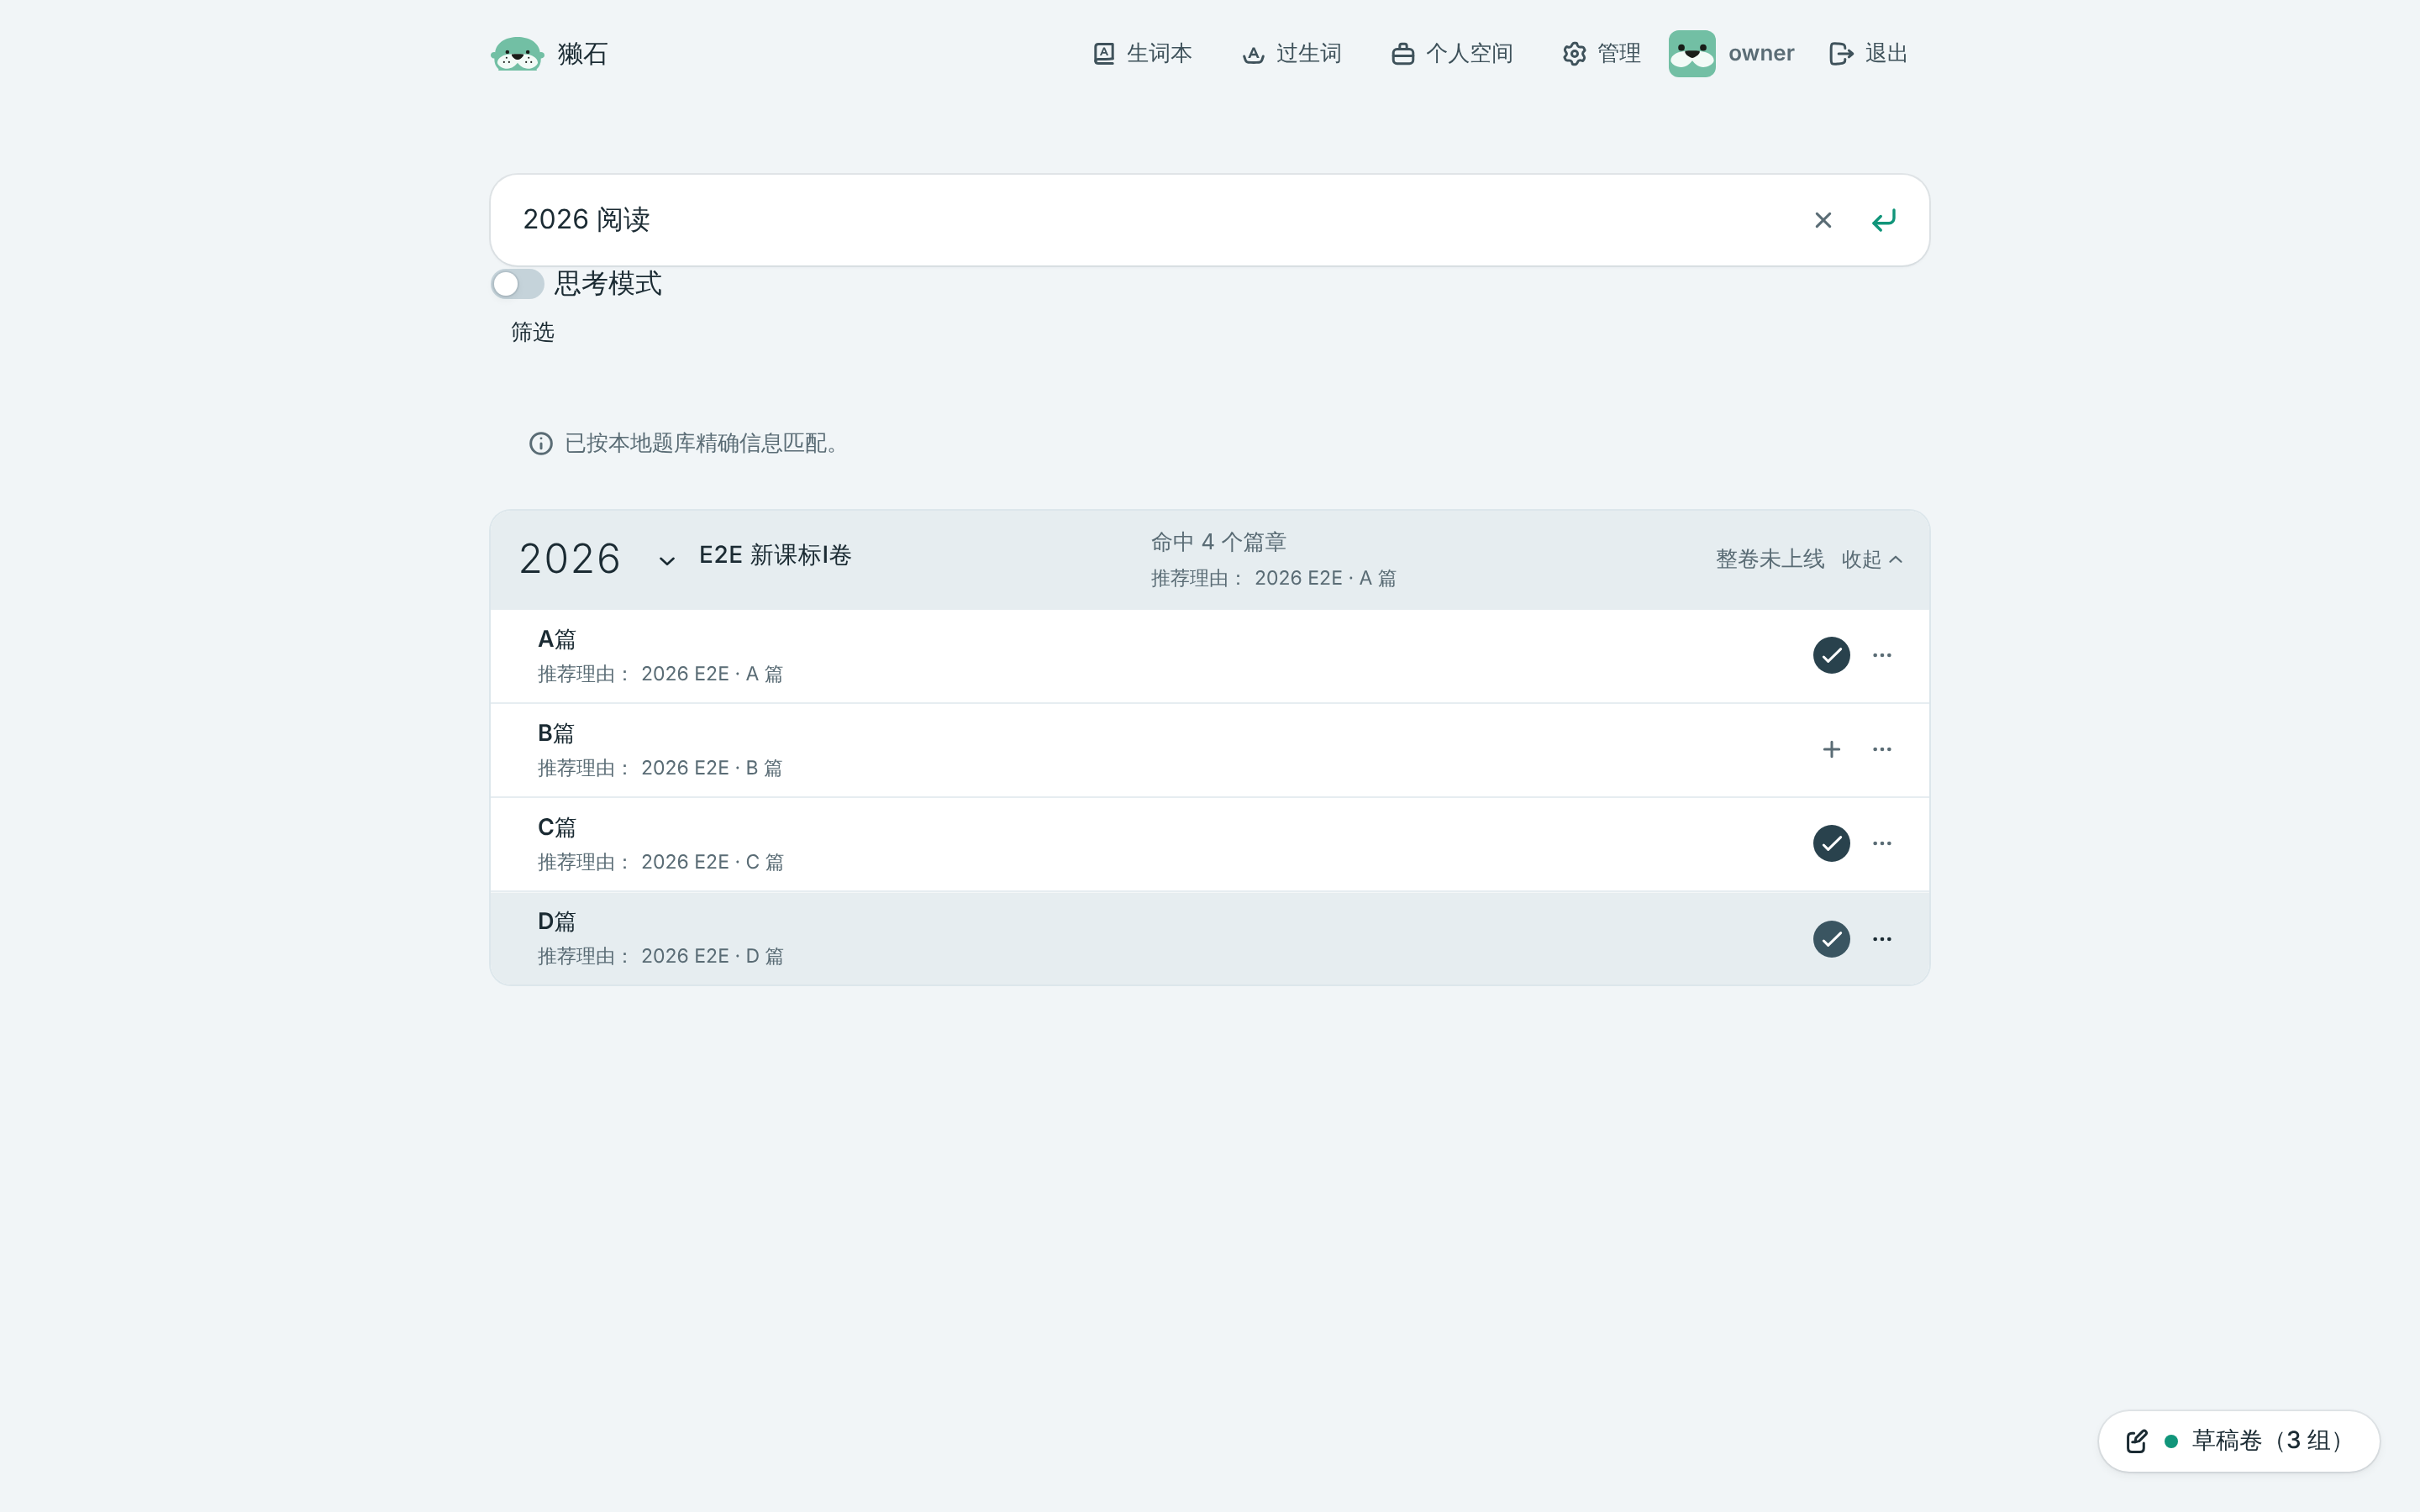 獭石
生词本
过生词
个人空间
管理
owner
退出
2026 阅读
思考模式
筛选
已按本地题库精确信息匹配。
2026
E2E 新课标I卷
命中 4 个篇章
推荐理由： 2026 E2E · A 篇
整卷未上线
收起
A篇
推荐理由： 2026 E2E · A 篇
B篇
推荐理由： 2026 E2E · B 篇
C篇
推荐理由： 2026 E2E · C 篇
D篇
推荐理由： 2026 E2E · D 篇
草稿卷（3 组）